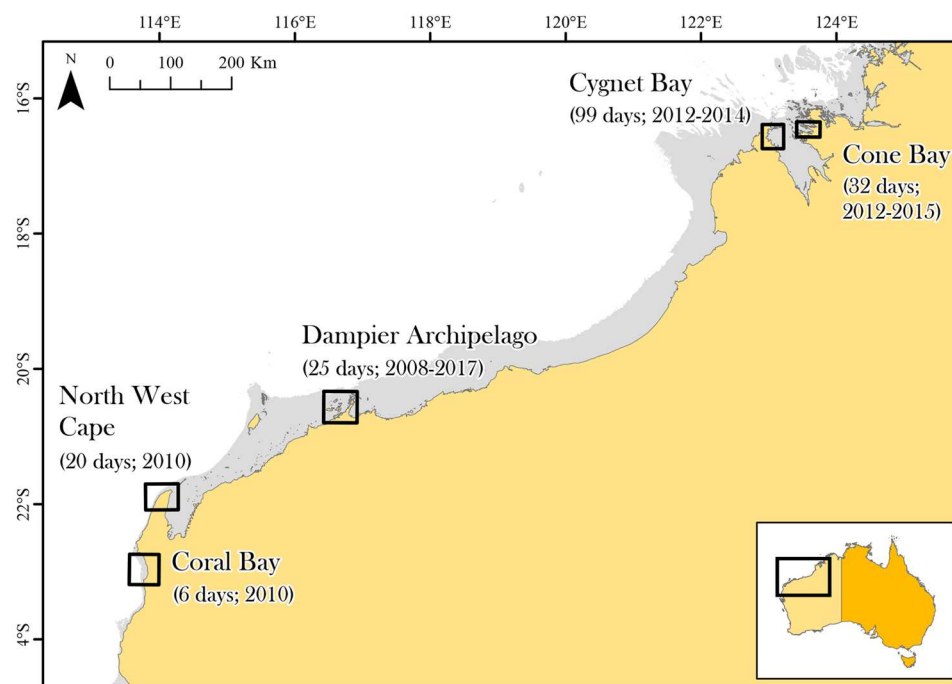 114°E 116°E 118°E 120°E 122°E 124°E
N
0 100 200 Km
16°S
18°S
20°S
22°S
4°S
Cygnet Bay
(99 days; 2012-2014)
Cone Bay
(32 days;
2012-2015)
Dampier Archipelago
(25 days; 2008-2017)
North West
Cape
(20 days; 2010)
Coral Bay
(6 days; 2010)